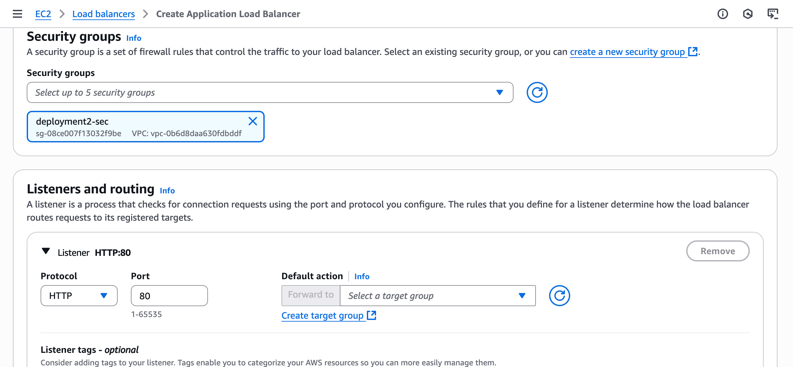 EC2 > Load balancers > Create Application Load Balancer
Security groups Info
A security group is a set of firewall rules that control the traffic to your load balancer. Select an existing security group, or you can create a new security group.
Security groups
Select up to 5 security groups
deployment2-sec
sg-08ce007f13032f9be VPC: vpc-0b6d8daa630fdbddf
Listeners and routing Info
A listener is a process that checks for connection requests using the port and protocol you configure. The rules that you define for a listener determine how the load balancer
routes requests to its registered targets.
Listener HTTP:80
Remove
Protocol Port Default action Info
HTTP 80 Forward to Select a target group
1-65535 Create target group
Listener tags - optional
Consider adding tags to your listener. Tags enable you to categorize your AWS resources so you can more easily manage them.